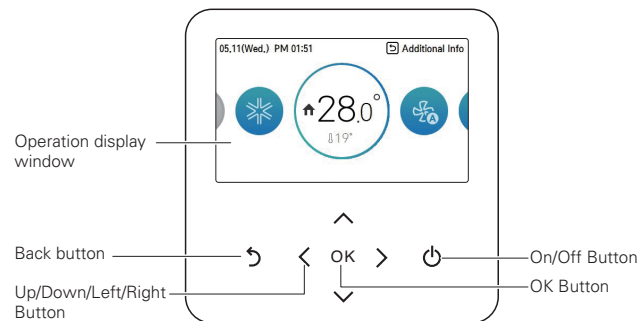 05.11(Wed.) PM 01:51 Additional Info
28.0°
19°
Operation display
window
Back button
OK
On/Off Button
Up/Down/Left/Right
Button
OK Button